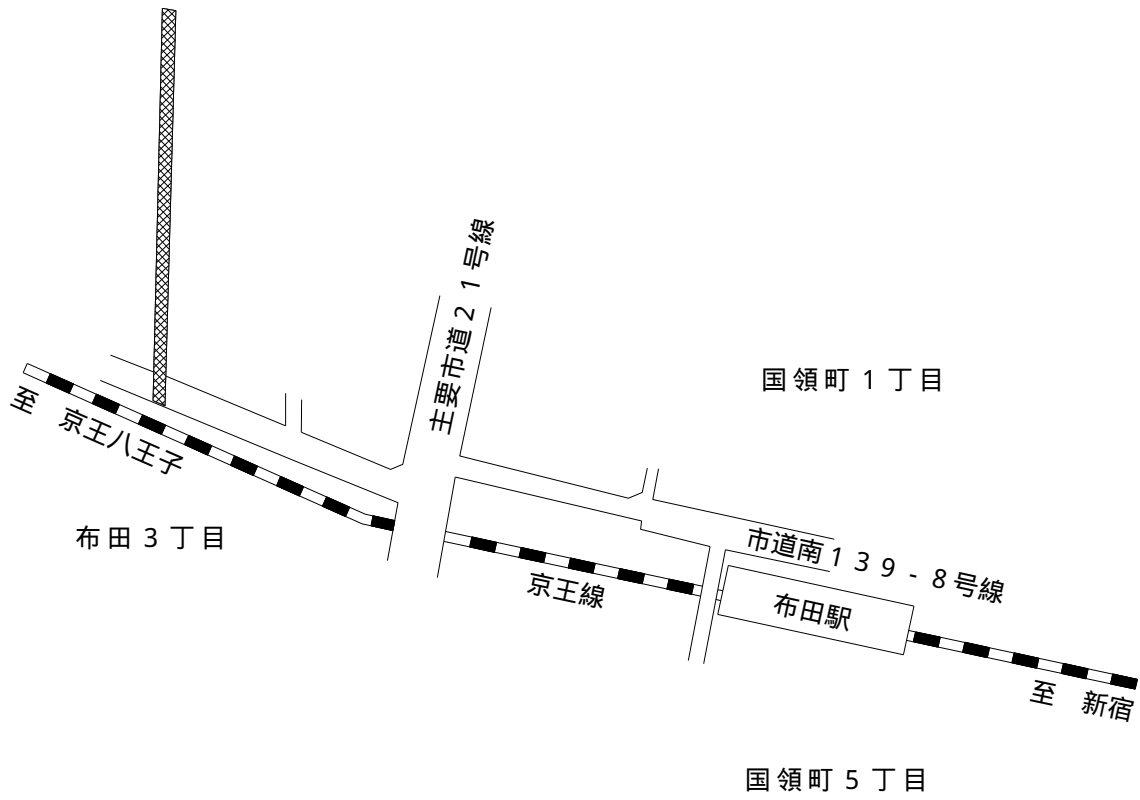 主要市道２１号線
国領町１丁目
至　京王八王子
布田３丁目
市道南１３９-８号線
京王線
布田駅
至　新宿
国領町５丁目